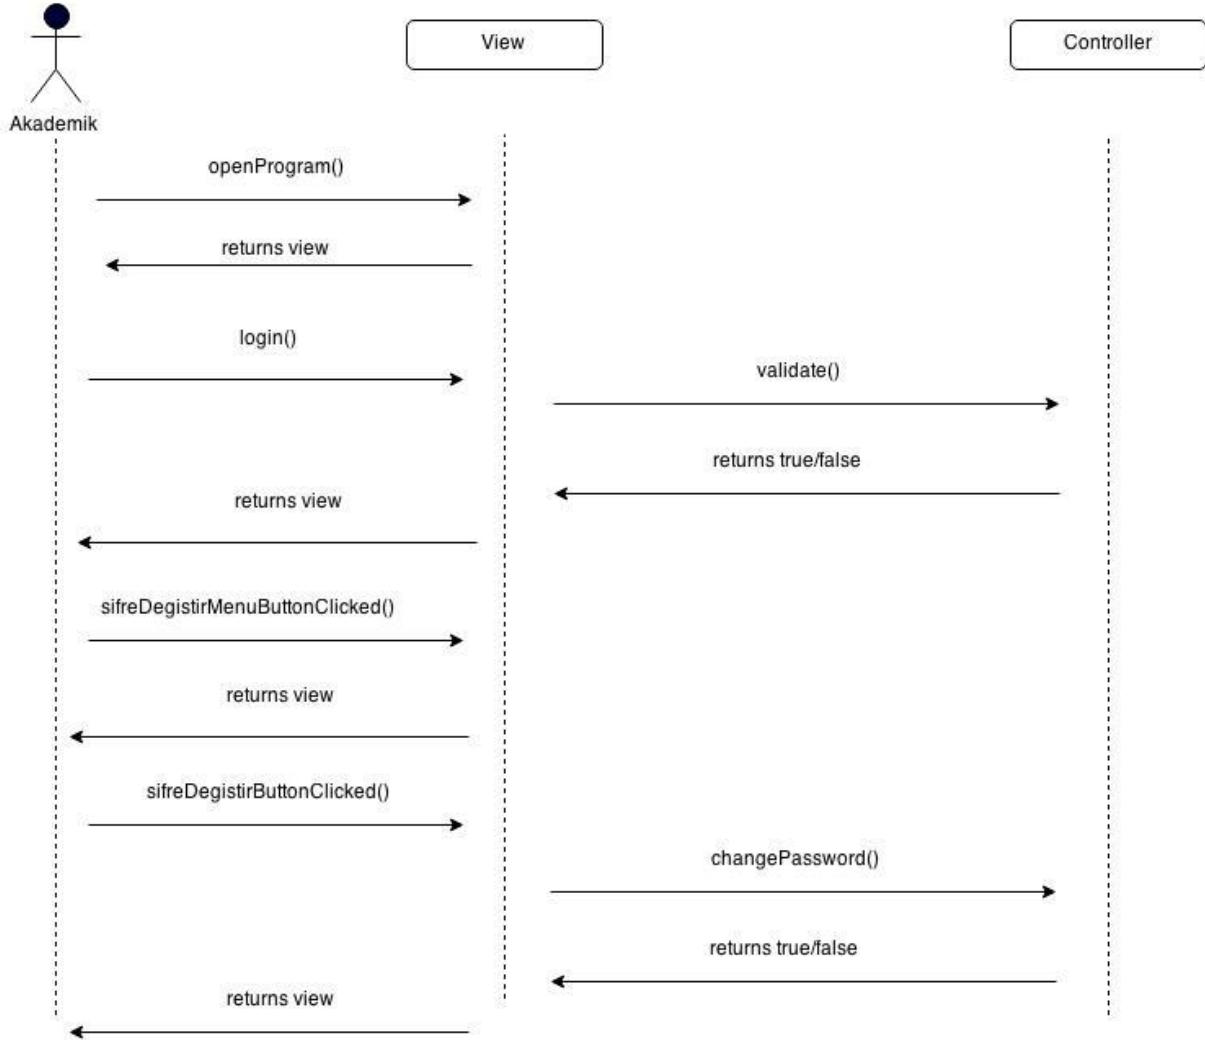 View
Controller
Akademik
openProgram()
returns view
login()
validate()
returns true/false
returns view
sifreDegistirMenuButtonClicked()
returns view
sifreDegistirButtonClicked()
changePassword()
returns true/false
returns view